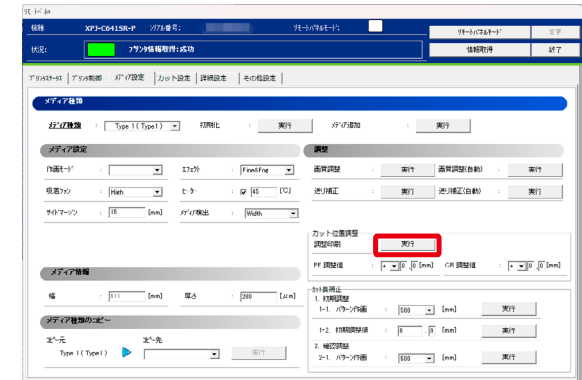 リモートパネル
機種: XPJ-C641SR-P シリアル番号: リモートパネルモード: リモートパネルモード 変更
状況: プリンタ情報取得:成功 情報取得 終了
プリンタステータス プリンタ制御 メディア設定 カット設定 詳細設定 その他設定
メディア種類
メディア種類 : Type 1(Type1) 初期化 : 実行 メディア追加 : 実行
メディア設定 調整
作画モード : エフェクト : Fine&Fog 画質調整 : 実行 画質調整(自動) : 実行
吸着ファン : High ヒーター : 45 [℃] 送り補正 : 実行 送り補正(自動) : 実行
サイドマージン : 15 [mm] メディア検出 : Width
カット位置調整
調整印刷 実行
メディア情報
PF 調整値 : + 0 .0 [mm] CR 調整値 : + 0 .0 [mm]
幅 : [mm] 厚さ : 280 [μm]
カット長補正
1. 初期調整
1-1. パターン作画 : 500 [mm] 実行
メディア種類のコピー
1-2. 初期調整値 : 0 .0 [mm] 実行
コピー元 コピー先
2. 確認調整
Type 1(Type1) 実行
2-1. パターン作画 : 500 [mm] 実行